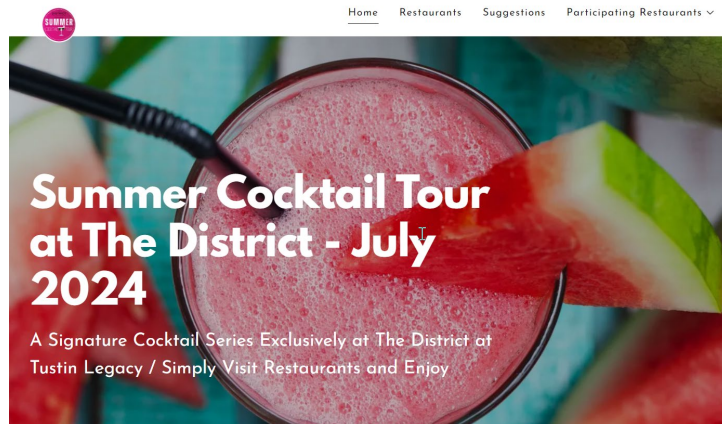 SUMMER
Home
Restaurants
Suggestions
Participating Restaurants
Summer Cocktail Tour
at The District - July
2024
A Signature Cocktail Series Exclusively at The District at
Tustin Legacy / Simply Visit Restaurants and Enjoy